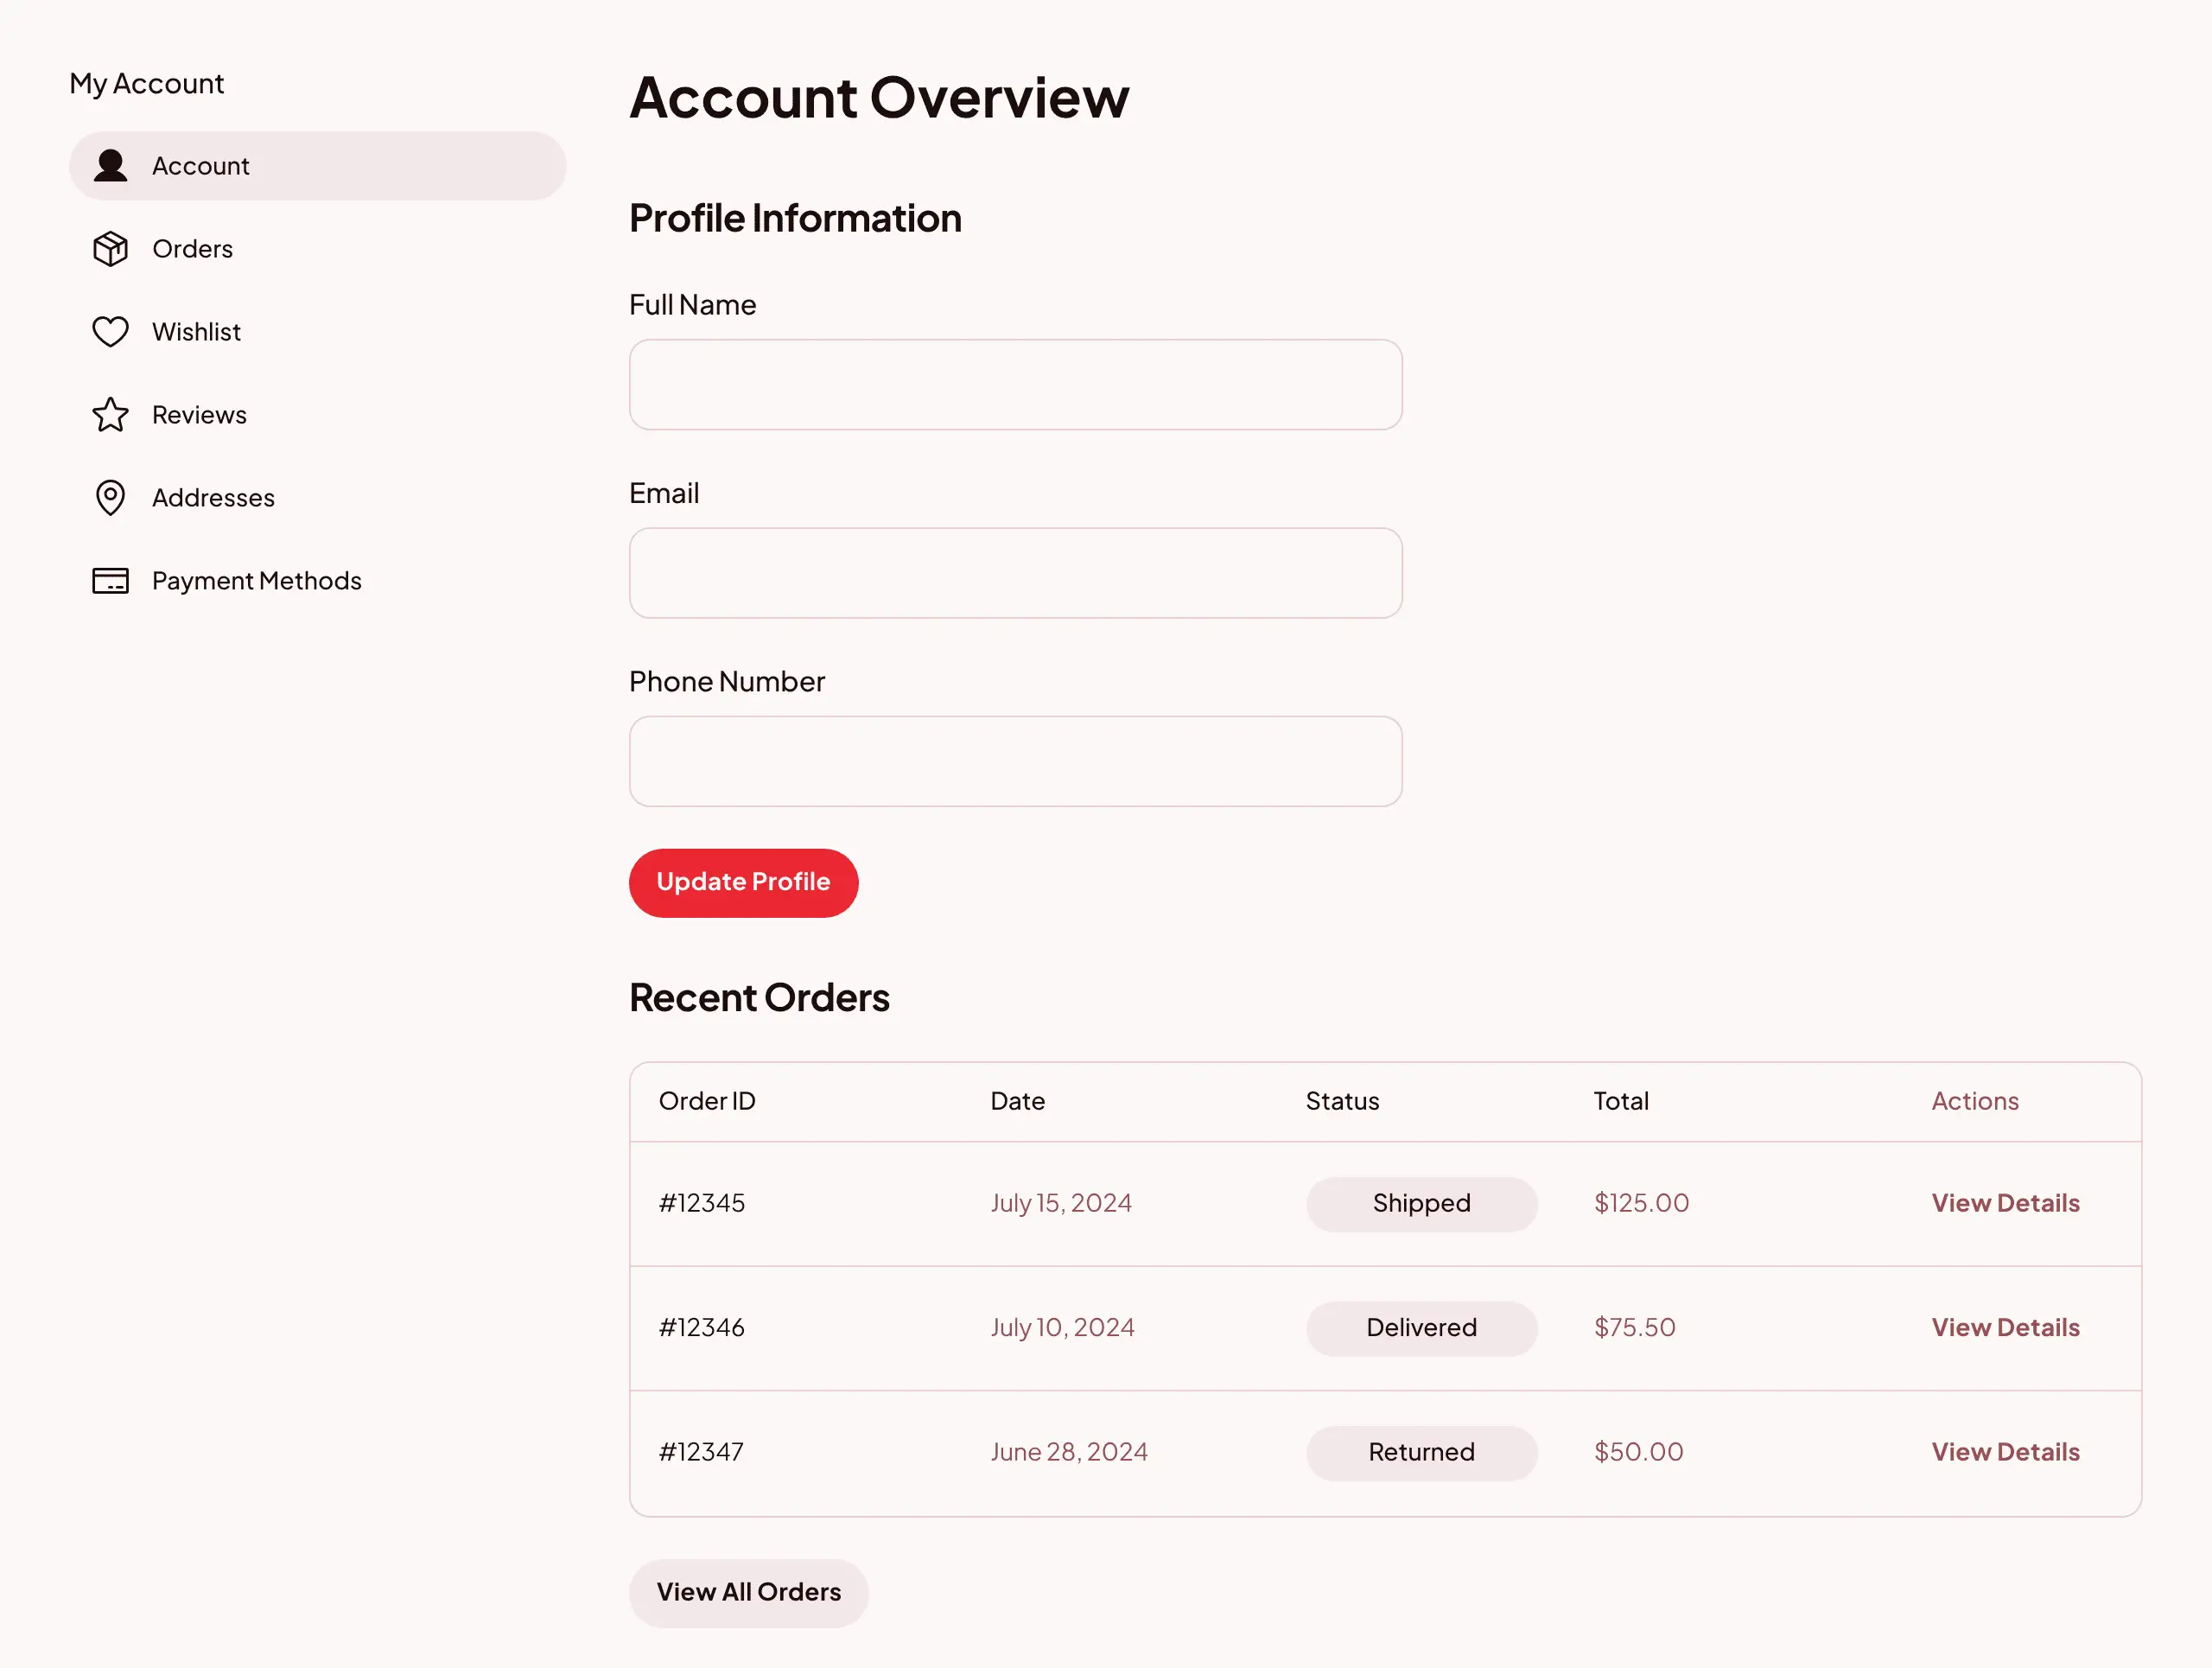 My Account
Account
Orders
Wishlist
Reviews
Addresses
Payment Methods
Account Overview
Profile Information
Full Name
Email
Phone Number
Update Profile
Recent Orders
Order ID Date Status Total Actions
#12345 July 15, 2024 Shipped $125.00 View Details
#12346 July 10, 2024 Delivered $75.50 View Details
#12347 June 28, 2024 Returned $50.00 View Details
View All Orders